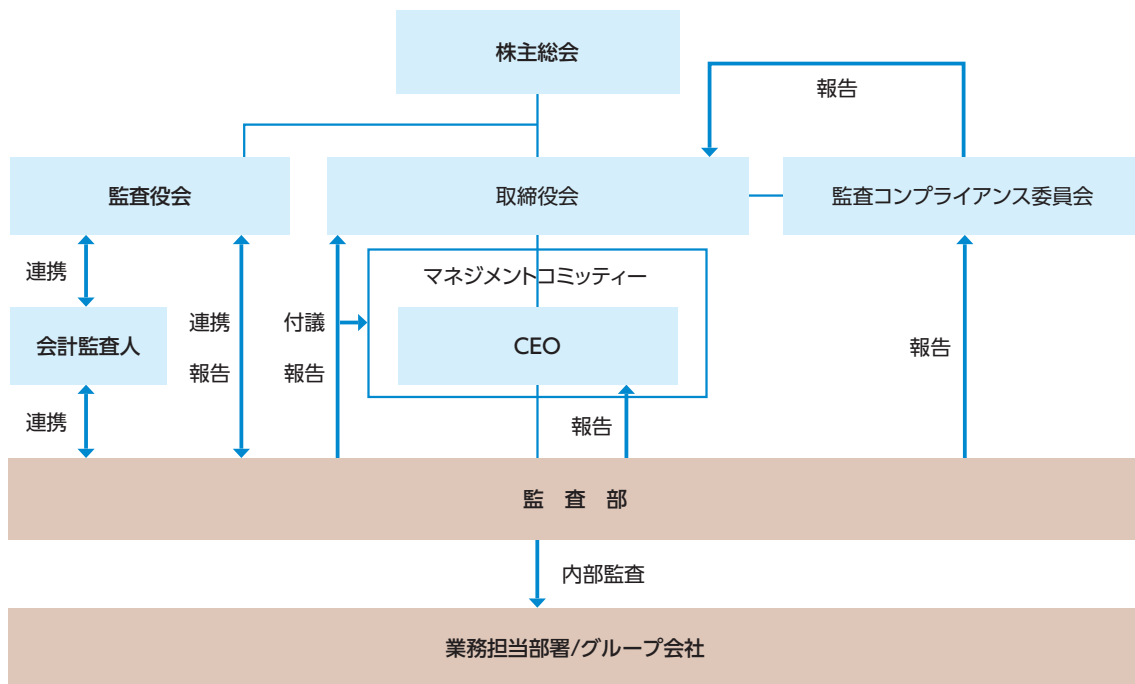 株主総会
報告
監査役会
取締役会
監査コンプライアンス委員会
連携
マネジメントコミッティー
会計監査人
連携
報告
付議
報告
CEO
報告
連携
報告
監 査 部
内部監査
業務担当部署/グループ会社